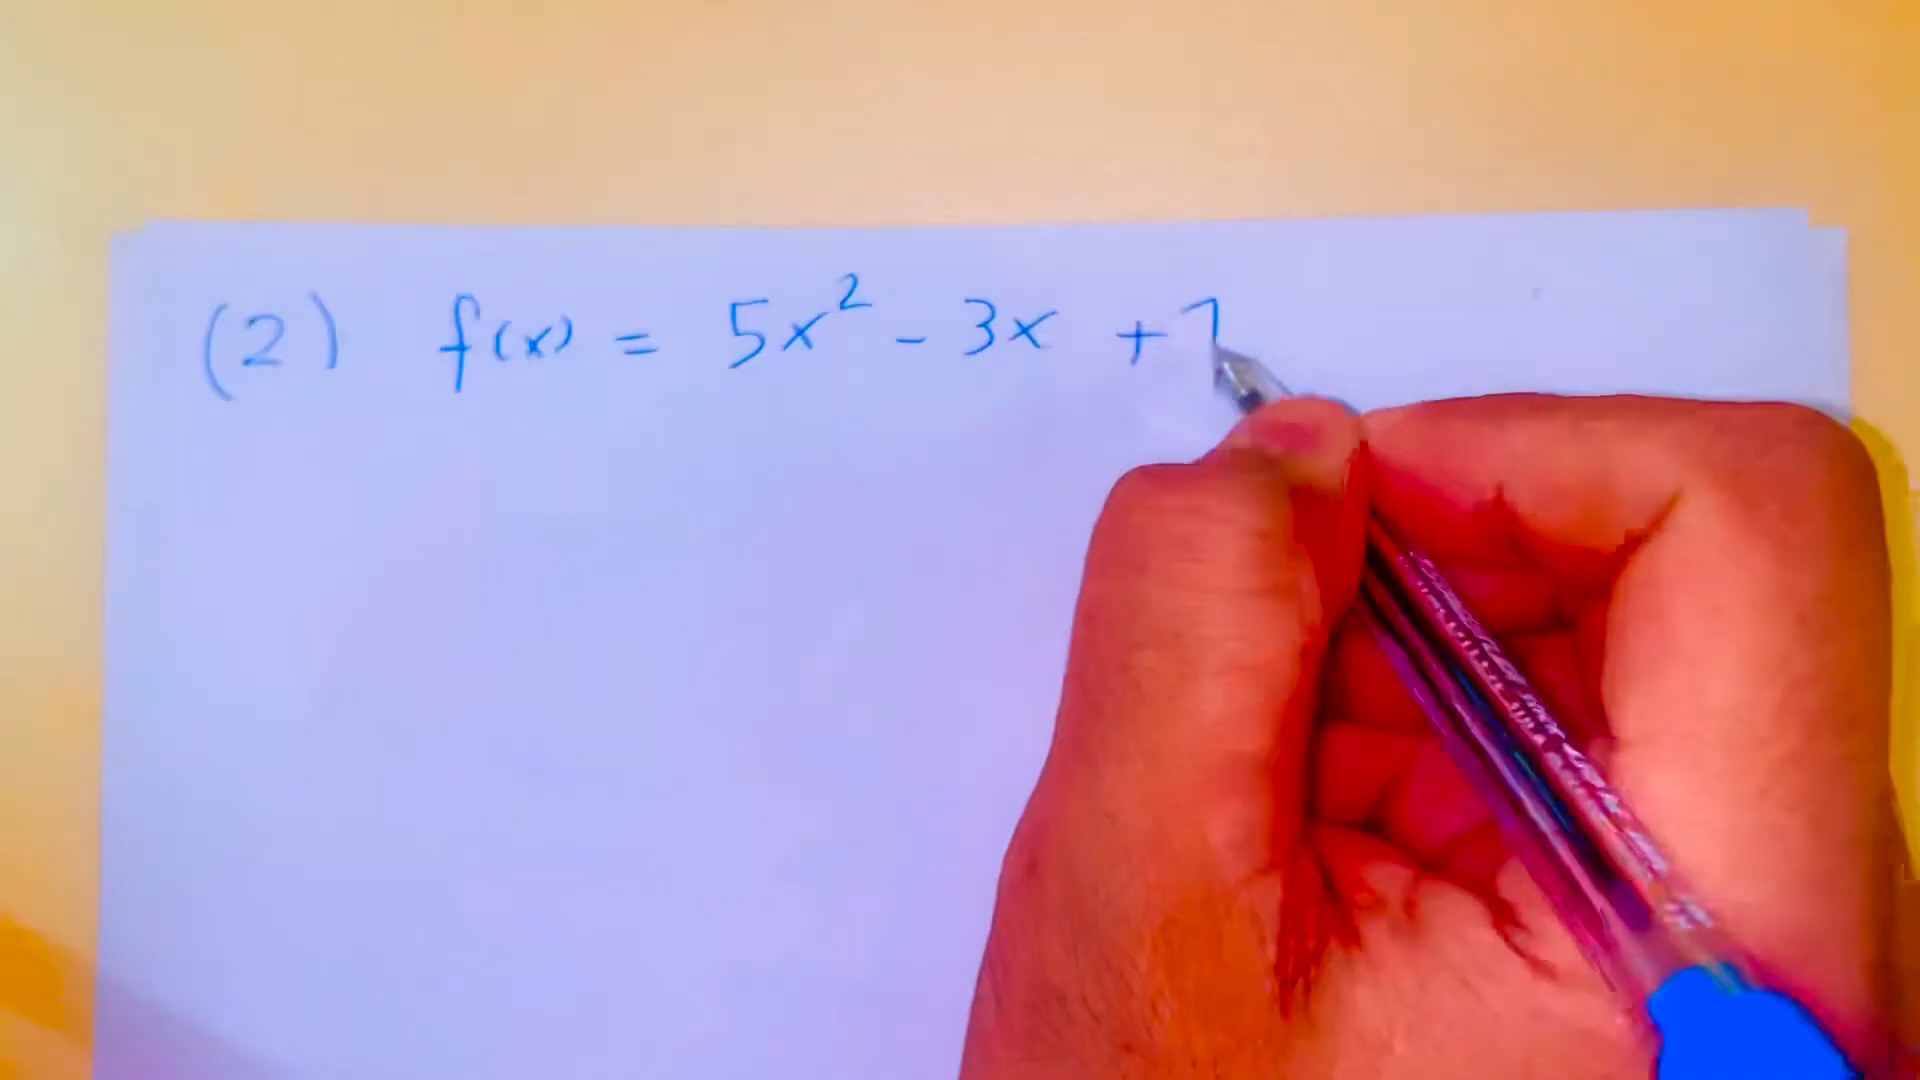 (2) f(x) = 5x² - 3x + 7